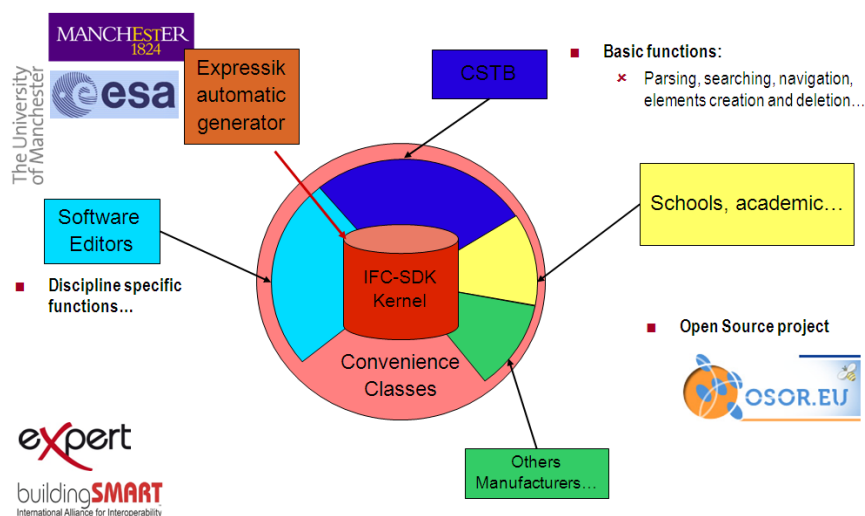 MANCHESTER
1824
The University
of Manchester
esa
Expressik
automatic
generator
CSTB
Basic functions:
Parsing, searching, navigation,
elements creation and deletion…
Software
Editors
Discipline specific
functions…
Schools, academic…
IFC-SDK
Kernel
Convenience
Classes
Open Source project
OSOR.EU
Others
Manufacturers…
eXpert
buildingSMART
International Alliance for Interoperability